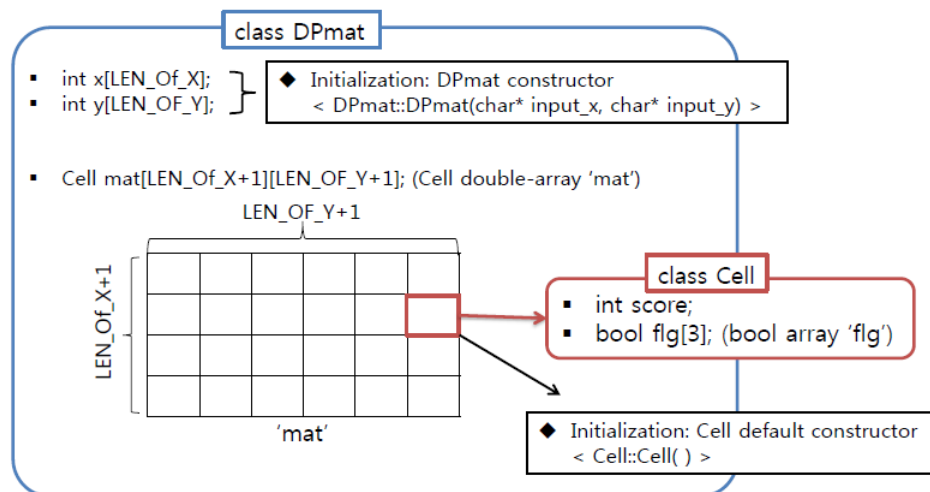 class DPmat
▪ int x[LEN_Of_X];
▪ int y[LEN_OF_Y];
◆ Initialization: DPmat constructor
< DPmat::DPmat(char* input_x, char* input_y) >
▪ Cell mat[LEN_Of_X+1][LEN_OF_Y+1]; (Cell double-array ‘mat’)
LEN_OF_Y+1
LEN_Of_X+1
‘mat’
class Cell
▪ int score;
▪ bool flg[3]; (bool array ‘flg’)
◆ Initialization: Cell default constructor
< Cell::Cell( ) >